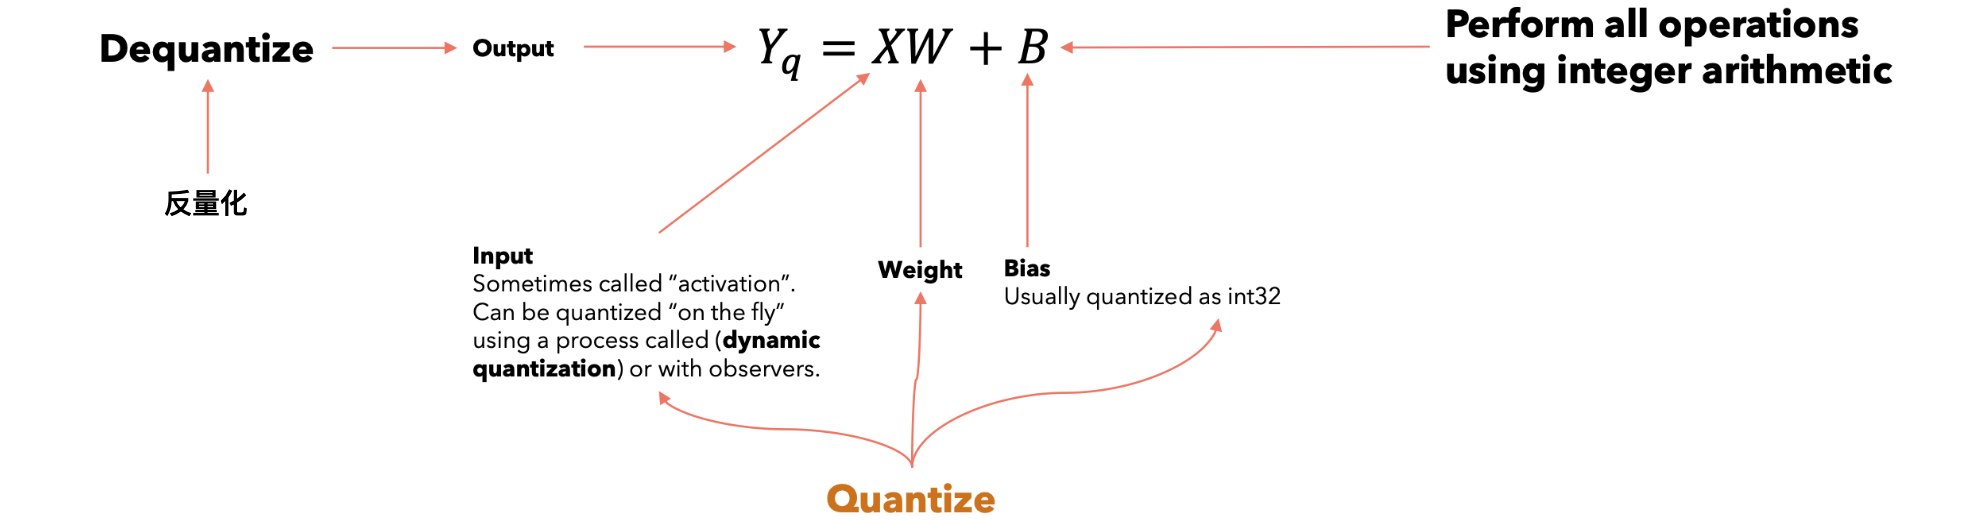 Dequantize
Output
Y_q = XW + B
Perform all operations
using integer arithmetic
反量化
Input
Sometimes called “activation”.
Can be quantized “on the fly”
using a process called (dynamic
quantization) or with observers.
Weight
Bias
Usually quantized as int32
Quantize